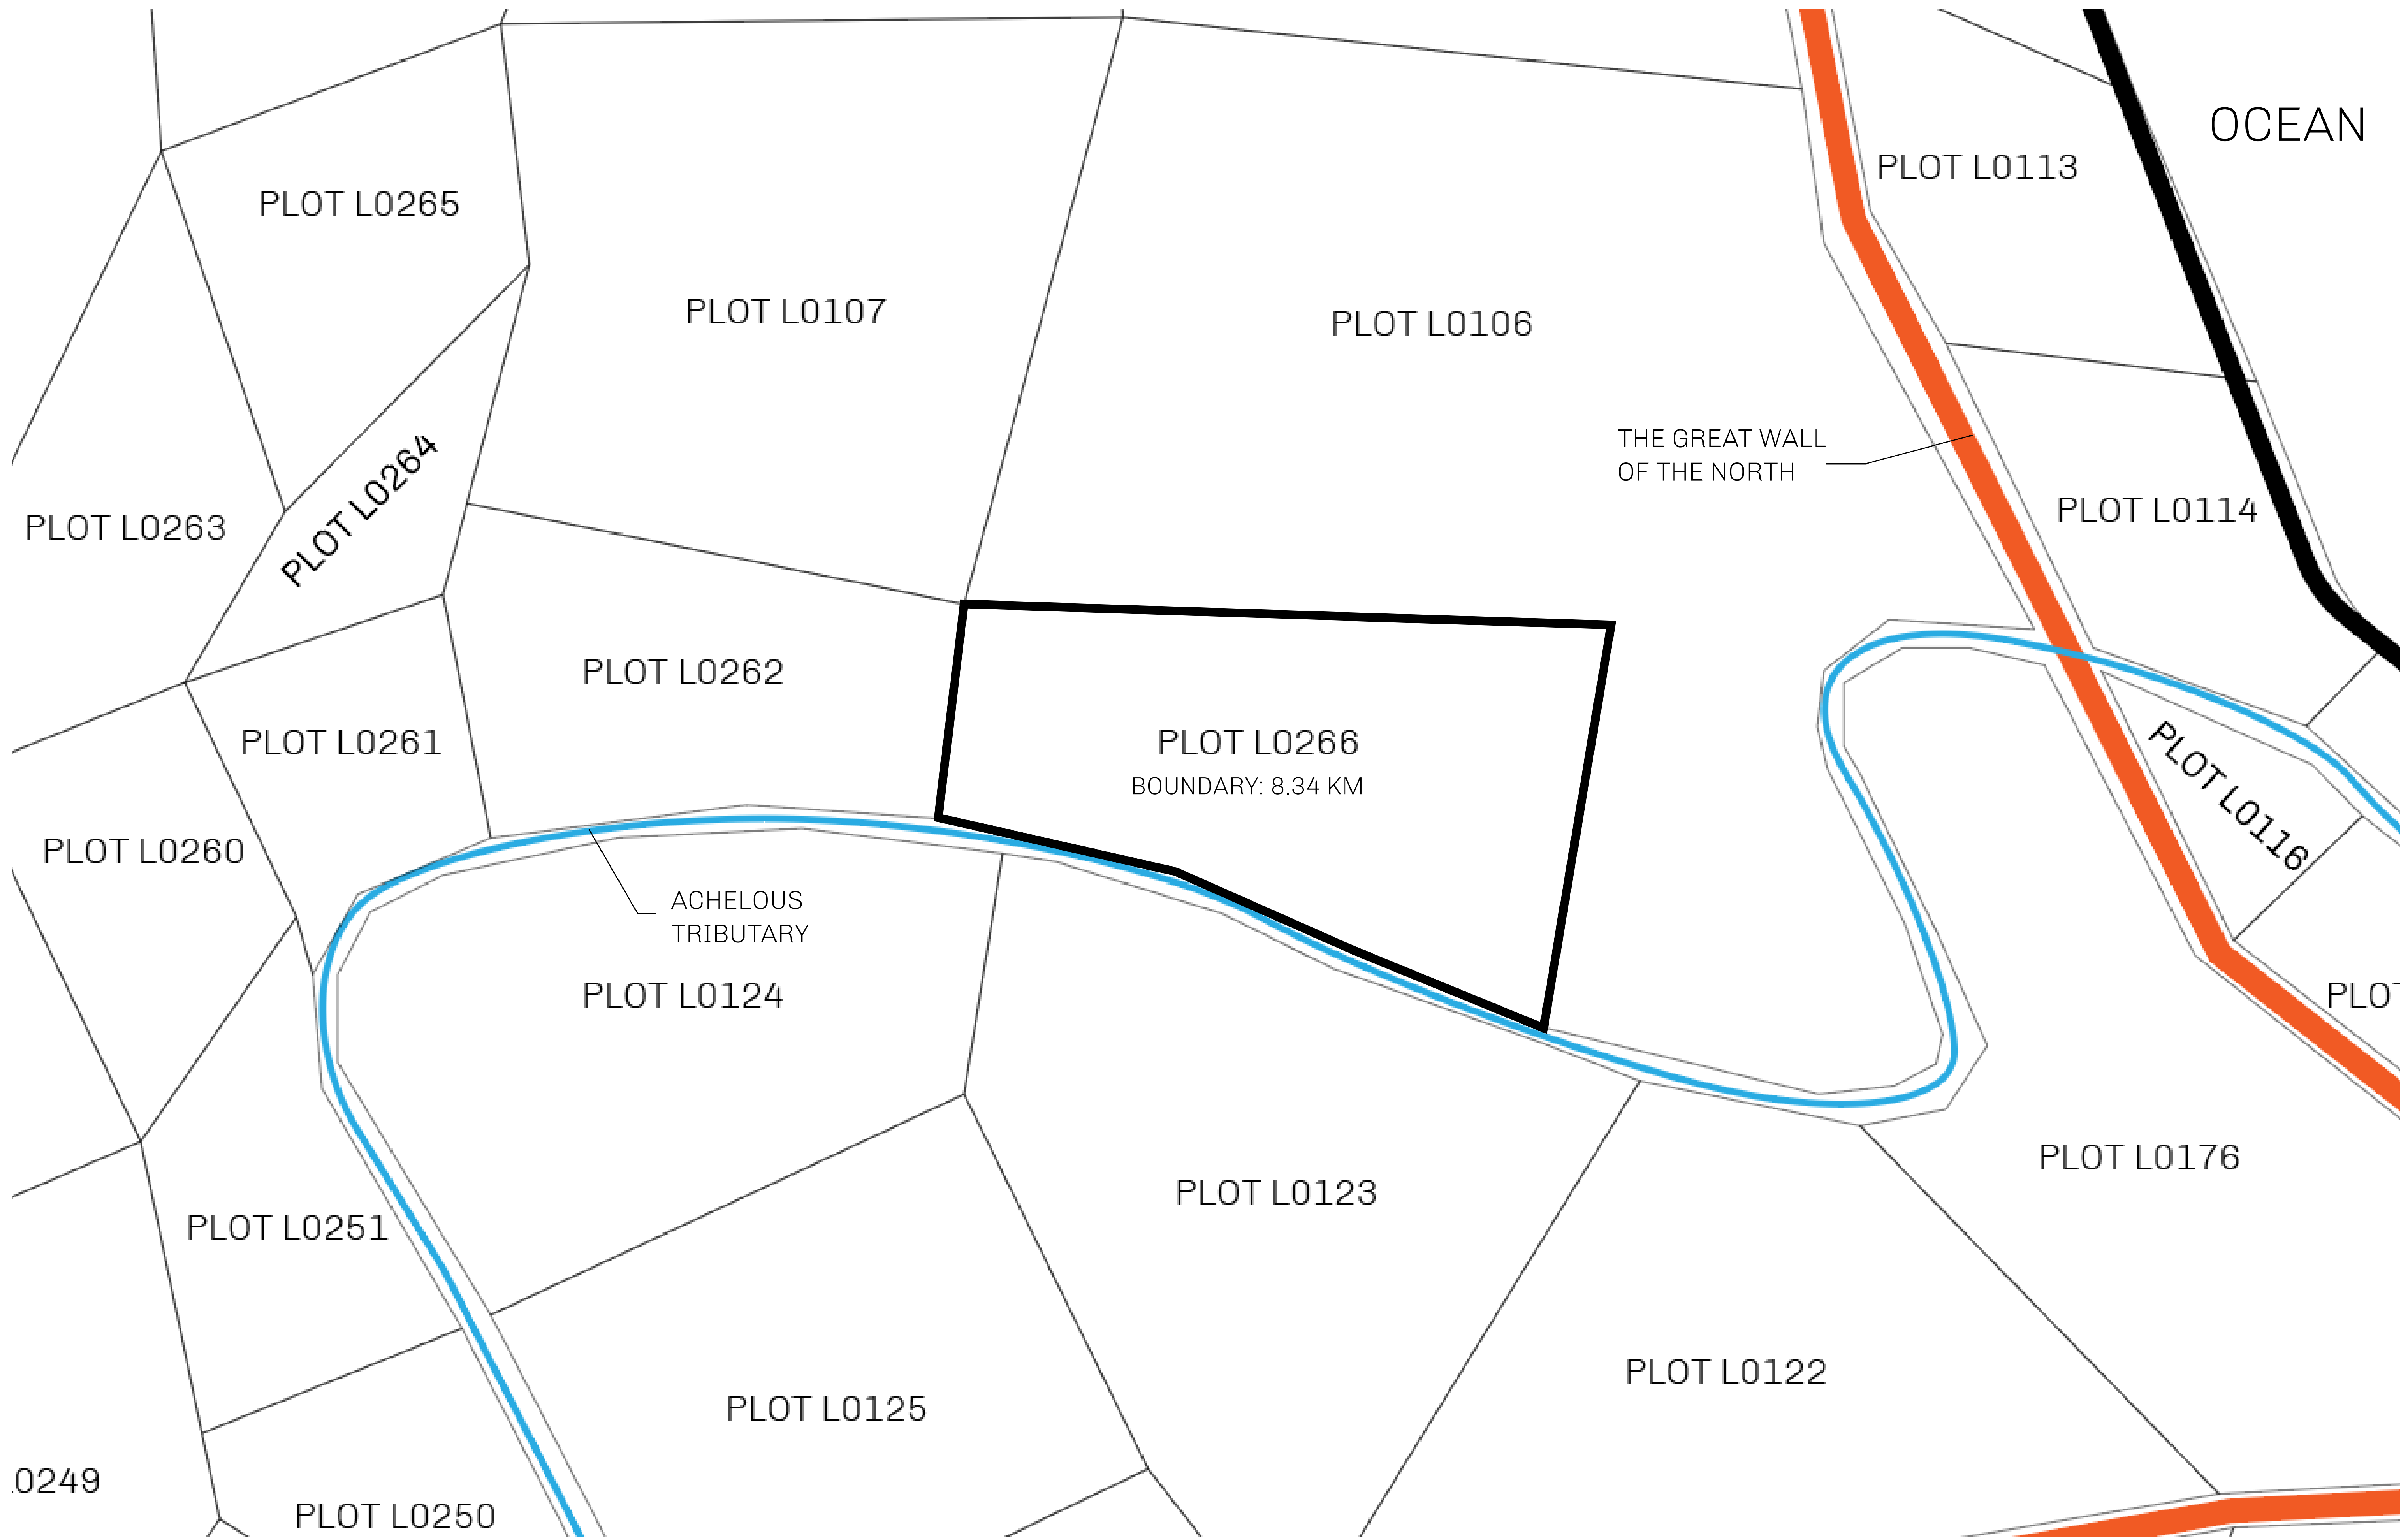 OCEAN
PLOT L0113
PLOT L0265
PLOT L0107
PLOT L0106
THE GREAT WALL
OF THE NORTH
PLOT L0264
PLOT L0263
PLOT L0114
PLOT L0262
PLOT L0261
PLOT L0266
BOUNDARY: 8.34 KM
PLOT L0116
PLOT L0260
ACHELOUS
TRIBUTARY
PLOT L0124
PLO
PLOT L0176
PLOT L0123
PLOT L0251
PLOT L0122
PLOT L0125
0249
PLOT L0250